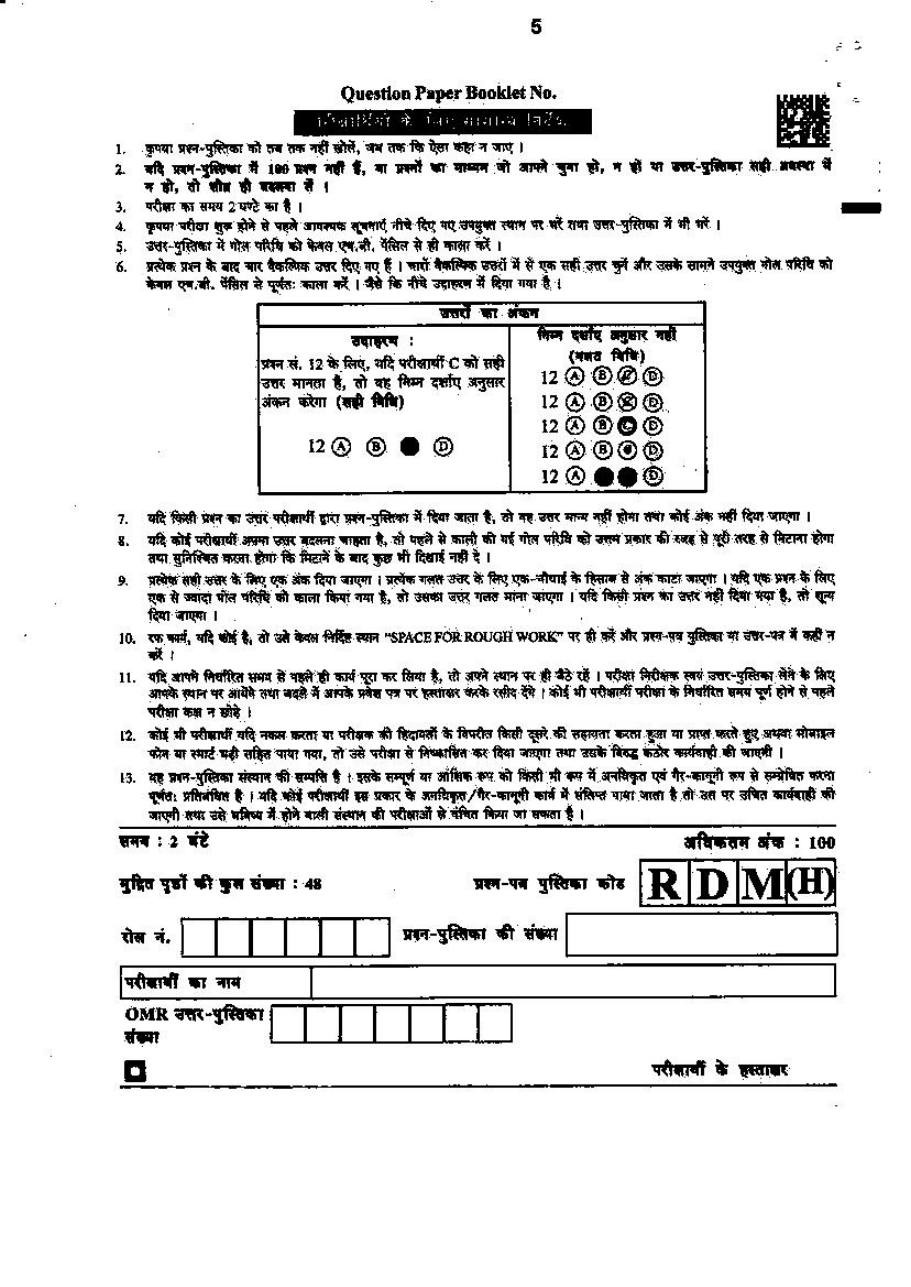 5
Question Paper Booklet No.
परीक्षार्थियों के लिए सामान्य निर्देश
1. कृपया प्रश्न-पुस्तिका को तब तक नहीं खोलें, जब तक कि ऐसा कहा न जाए ।
2. यदि प्रश्न-पुस्तिका में 100 प्रश्न नहीं हैं, या प्रश्नों का माध्यम जो आपने चुना हो, न हो या उत्तर-पुस्तिका सही अवस्था में
न हो, तो शीघ्र ही बदलवा लें ।
3. परीक्षा का समय 2 घण्टे का है ।
4. कृपया परीक्षा शुरू होने से पहले आवश्यक सूचनाएं नीचे दिए गए उपयुक्त स्थान पर भरें तथा उत्तर-पुस्तिका में भी भरें ।
5. उत्तर-पुस्तिका में गोल परिधि को केवल एच.बी. पेंसिल से ही काला करें ।
6. प्रत्येक प्रश्न के बाद चार वैकल्पिक उत्तर दिए गए हैं । चारों वैकल्पिक उत्तरों में से एक सही उत्तर चुनें और उसके सामने उपयुक्त गोल परिधि को
केवल एच.बी. पेंसिल से पूर्णतः काला करें । जैसे कि नीचे उदाहरण में दिया गया है ।
उत्तरों का अंकन
उदाहरण :
प्रश्न सं. 12 के लिए, यदि परीक्षार्थी C को सही
उत्तर मानता है, तो वह निम्न दर्शाए अनुसार
अंकन करेगा (सही विधि)
12 A B D
निम्न दर्शाए अनुसार नहीं
(गलत विधि)
12 A B C D
12 A B C D
12 A B C D
12 A B D
12 A D
7. यदि किसी प्रश्न का उत्तर परीक्षार्थी द्वारा प्रश्न-पुस्तिका में दिया जाता है, तो वह उत्तर मान्य नहीं होगा तथा कोई अंक नहीं दिया जाएगा ।
8. यदि कोई परीक्षार्थी अपना उत्तर बदलना चाहता है, तो पहले से काली की गई गोल परिधि को उत्तम प्रकार की रबड़ से पूरी तरह से मिटाना होगा
तथा सुनिश्चित करना होगा कि मिटाने के बाद कुछ भी दिखाई नहीं दे ।
9. प्रत्येक सही उत्तर के लिए एक अंक दिया जाएगा । प्रत्येक गलत उत्तर के लिए एक-चौथाई के हिसाब से अंक काटा जाएगा । यदि एक प्रश्न के लिए
एक से ज्यादा गोल परिधि को काला किया गया है, तो उसका उत्तर गलत माना जाएगा । यदि किसी प्रश्न का उत्तर नहीं दिया गया है, तो शून्य
दिया जाएगा ।
10. रफ कार्य, यदि कोई है, तो उसे केवल निर्दिष्ट स्थान "SPACE FOR ROUGH WORK" पर ही करें और प्रश्न-पत्र पुस्तिका या उत्तर-पत्र में कहीं न
करें ।
11. यदि आपने निर्धारित समय से पहले ही कार्य पूरा कर लिया है, तो अपने स्थान पर ही बैठे रहें । परीक्षा निरीक्षक स्वयं उत्तर-पुस्तिका लेने के लिए
आपके स्थान पर आयेंगे तथा बदले में आपके प्रवेश पत्र पर हस्ताक्षर करके रसीद देंगे । कोई भी परीक्षार्थी परीक्षा के निर्धारित समय पूर्ण होने से पहले
परीक्षा कक्ष न छोड़े ।
12. कोई भी परीक्षार्थी यदि नकल करता या परीक्षक की हिदायतों के विपरीत किसी दूसरे की सहायता करता हुआ या प्राप्त करते हुए अथवा मोबाइल
फोन या स्मार्ट घड़ी सहित पाया गया, तो उसे परीक्षा से निष्कासित कर दिया जाएगा तथा उसके विरुद्ध कठोर कार्यवाही की जाएगी ।
13. यह प्रश्न-पुस्तिका संस्थान की सम्पत्ति है । इसके सम्पूर्ण या आंशिक रूप को किसी भी रूप में अनधिकृत एवं गैर-कानूनी रूप से सम्प्रेषित करना
पूर्णतः प्रतिबंधित है । यदि कोई परीक्षार्थी इस प्रकार के अनधिकृत/गैर-कानूनी कार्य में संलिप्त पाया जाता है तो उस पर उचित कार्यवाही की
जाएगी तथा उसे भविष्य में होने वाली संस्थान की परीक्षाओं से वंचित किया जा सकता है ।
समय : 2 घंटे अधिकतम अंक : 100
मुद्रित पृष्ठों की कुल संख्या : 48 प्रश्न-पत्र पुस्तिका कोड R D M (H)
रोल नं. प्रश्न-पुस्तिका की संख्या
परीक्षार्थी का नाम
OMR उत्तर-पुस्तिका
संख्या
परीक्षार्थी के हस्ताक्षर